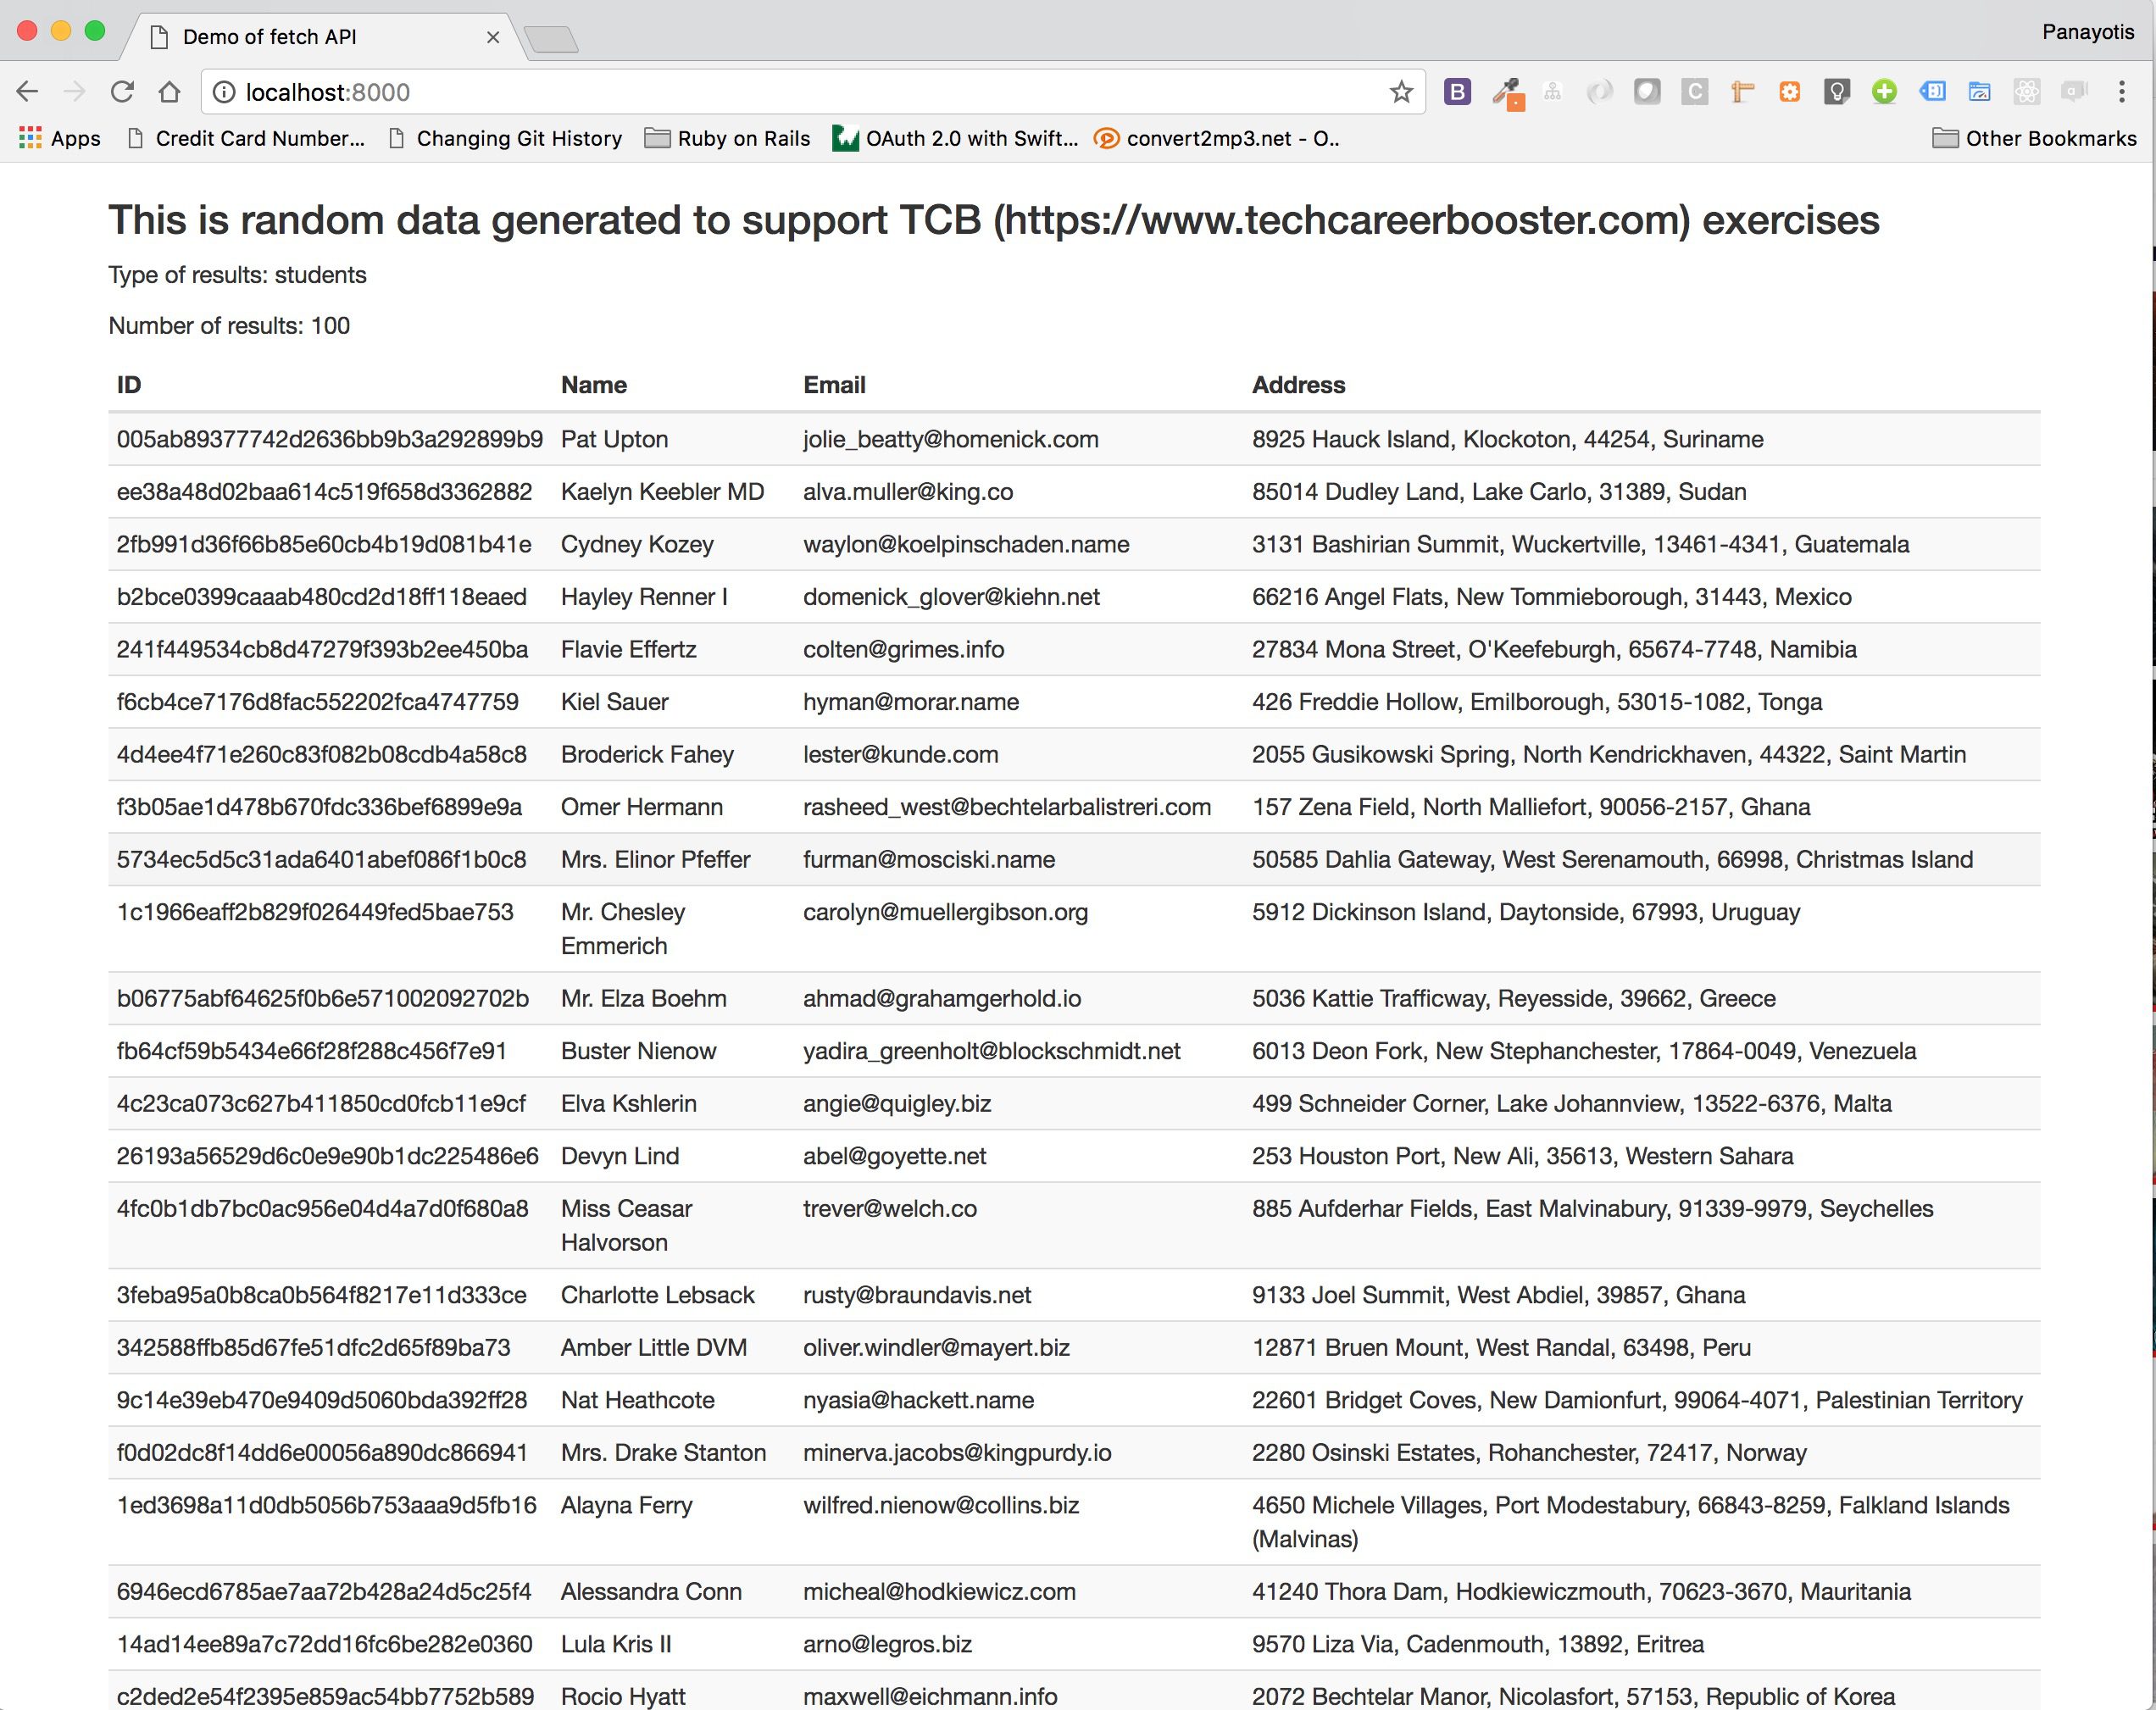 Demo of fetch API
Panayotis
localhost:8000
Apps Credit Card Number... Changing Git History Ruby on Rails OAuth 2.0 with Swift... convert2mp3.net - O.. Other Bookmarks
This is random data generated to support TCB (https://www.techcareerbooster.com) exercises
Type of results: students
Number of results: 100
ID Name Email Address
005ab89377742d2636bb9b3a292899b9 Pat Upton jolie_beatty@homenick.com 8925 Hauck Island, Klockoton, 44254, Suriname
ee38a48d02baa614c519f658d3362882 Kaelyn Keebler MD alva.muller@king.co 85014 Dudley Land, Lake Carlo, 31389, Sudan
2fb991d36f66b85e60cb4b19d081b41e Cydney Kozey waylon@koelpinschaden.name 3131 Bashirian Summit, Wuckertville, 13461-4341, Guatemala
b2bce0399caaab480cd2d18ff118eaed Hayley Renner I domenick_glover@kiehn.net 66216 Angel Flats, New Tommieborough, 31443, Mexico
241f449534cb8d47279f393b2ee450ba Flavie Effertz colten@grimes.info 27834 Mona Street, O'Keefeburgh, 65674-7748, Namibia
f6cb4ce7176d8fac552202fca4747759 Kiel Sauer hyman@morar.name 426 Freddie Hollow, Emilborough, 53015-1082, Tonga
4d4ee4f71e260c83f082b08cdb4a58c8 Broderick Fahey lester@kunde.com 2055 Gusikowski Spring, North Kendrickhaven, 44322, Saint Martin
f3b05ae1d478b670fdc336bef6899e9a Omer Hermann rasheed_west@bechtelarbalistreri.com 157 Zena Field, North Malliefort, 90056-2157, Ghana
5734ec5d5c31ada6401abef086f1b0c8 Mrs. Elinor Pfeffer furman@mosciski.name 50585 Dahlia Gateway, West Serenamouth, 66998, Christmas Island
1c1966eaff2b829f026449fed5bae753 Mr. Chesley carolyn@muellergibson.org 5912 Dickinson Island, Daytonside, 67993, Uruguay
Emmerich
b06775abf64625f0b6e571002092702b Mr. Elza Boehm ahmad@grahamgerhold.io 5036 Kattie Trafficway, Reyesside, 39662, Greece
fb64cf59b5434e66f28f288c456f7e91 Buster Nienow yadira_greenholt@blockschmidt.net 6013 Deon Fork, New Stephanchester, 17864-0049, Venezuela
4c23ca073c627b411850cd0fcb11e9cf Elva Kshlerin angie@quigley.biz 499 Schneider Corner, Lake Johannview, 13522-6376, Malta
26193a56529d6c0e9e90b1dc225486e6 Devyn Lind abel@goyette.net 253 Houston Port, New Ali, 35613, Western Sahara
4fc0b1db7bc0ac956e04d4a7d0f680a8 Miss Ceasar trever@welch.co 885 Aufderhar Fields, East Malvinabury, 91339-9979, Seychelles
Halvorson
3feba95a0b8ca0b564f8217e11d333ce Charlotte Lebsack rusty@braundavis.net 9133 Joel Summit, West Abdiel, 39857, Ghana
342588ffb85d67fe51dfc2d65f89ba73 Amber Little DVM oliver.windler@mayert.biz 12871 Bruen Mount, West Randal, 63498, Peru
9c14e39eb470e9409d5060bda392ff28 Nat Heathcote nyasia@hackett.name 22601 Bridget Coves, New Damionfurt, 99064-4071, Palestinian Territory
f0d02dc8f14dd6e00056a890dc866941 Mrs. Drake Stanton minerva.jacobs@kingpurdy.io 2280 Osinski Estates, Rohanchester, 72417, Norway
1ed3698a11d0db5056b753aaa9d5fb16 Alayna Ferry wilfred.nienow@collins.biz 4650 Michele Villages, Port Modestabury, 66843-8259, Falkland Islands
(Malvinas)
6946ecd6785ae7aa72b428a24d5c25f4 Alessandra Conn micheal@hodkiewicz.com 41240 Thora Dam, Hodkiewiczmouth, 70623-3670, Mauritania
14ad14ee89a7c72dd16fc6be282e0360 Lula Kris II arno@legros.biz 9570 Liza Via, Cadenmouth, 13892, Eritrea
c2ded2e54f2395e859ac54bb7752b589 Rocio Hyatt maxwell@eichmann.info 2072 Bechtelar Manor, Nicolasfort, 57153, Republic of Korea